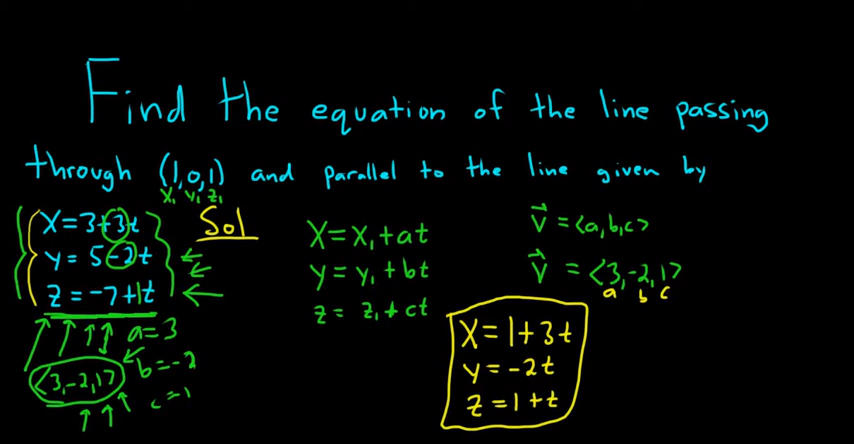 Find the equation of the line passing
through (1,0,1) and parallel to the line given by
x₁ y₁ z₁
X = 3+3t
y = 5-2t
Z = -7+1t
a=3
b=-2
c=1
<3,-2,1>
Sol
X = x₁+at
y = y₁+bt
z = z₁+ct
v⃗ = <a,b,c>
v⃗ = <3,-2,1>
a b c
X = 1+3t
y = -2t
Z = 1+t